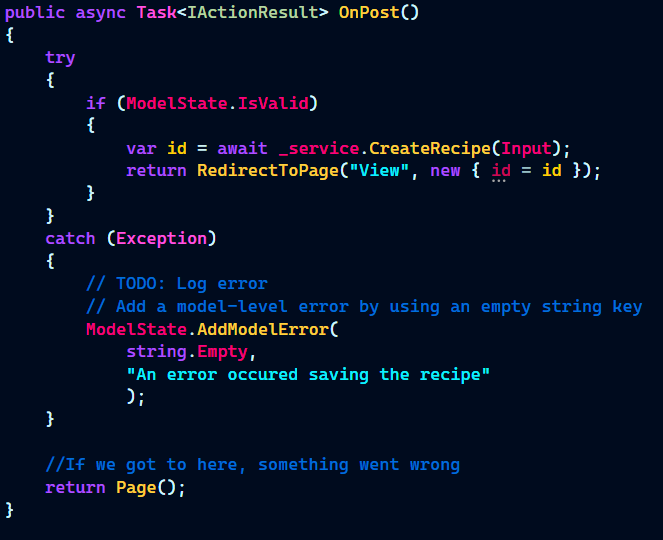 public async Task<IActionResult> OnPost()
{
    try
    {
        if (ModelState.IsValid)
        {
            var id = await _service.CreateRecipe(Input);
            return RedirectToPage("View", new { id = id });
        }
    }
    catch (Exception)
    {
        // TODO: Log error
        // Add a model-level error by using an empty string key
        ModelState.AddModelError(
            string.Empty,
            "An error occured saving the recipe"
            );
    }

    //If we got to here, something went wrong
    return Page();
}